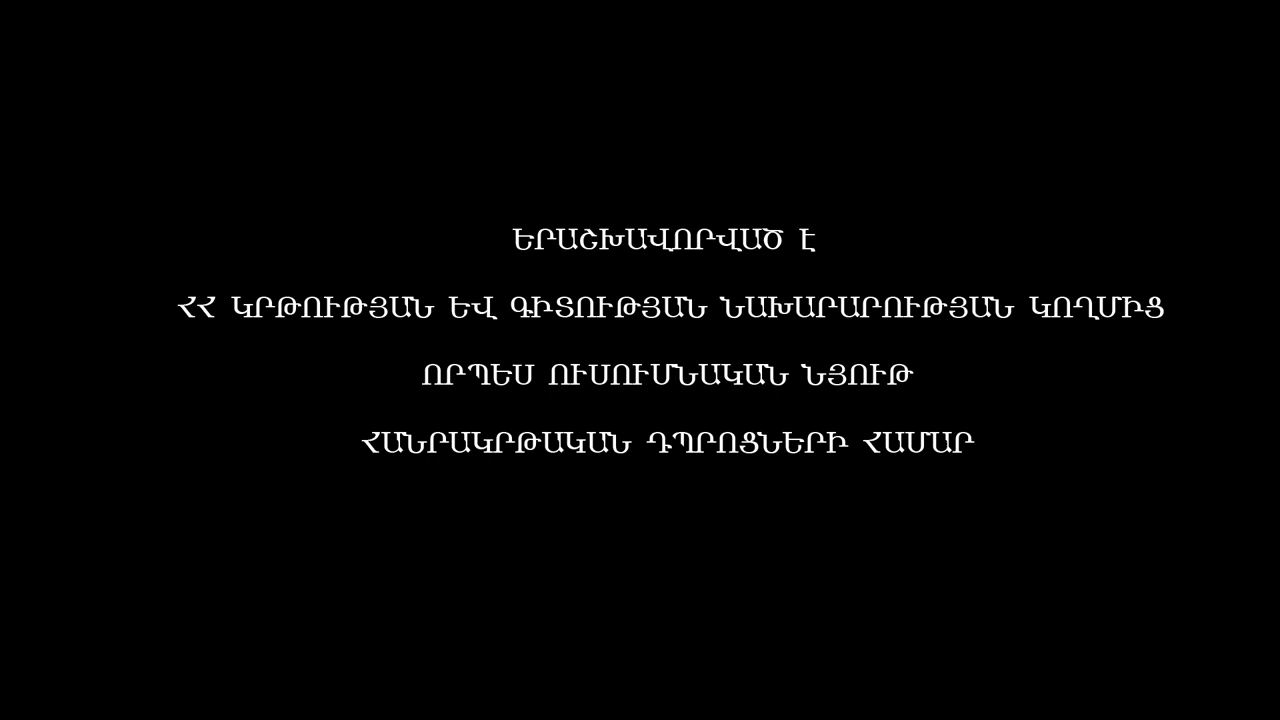 ԵՐԱՇԽԱՎՈՐՎԱԾ Է
ՀՀ ԿՐԹՈՒԹՅԱՆ ԵՎ ԳԻՏՈՒԹՅԱՆ ՆԱԽԱՐԱՐՈՒԹՅԱՆ ԿՈՂՄԻՑ
ՈՐՊԵՍ ՈՒՍՈՒՄՆԱԿԱՆ ՆՅՈՒԹ
ՀԱՆՐԱԿՐԹԱԿԱՆ ԴՊՐՈՑՆԵՐԻ ՀԱՄԱՐ